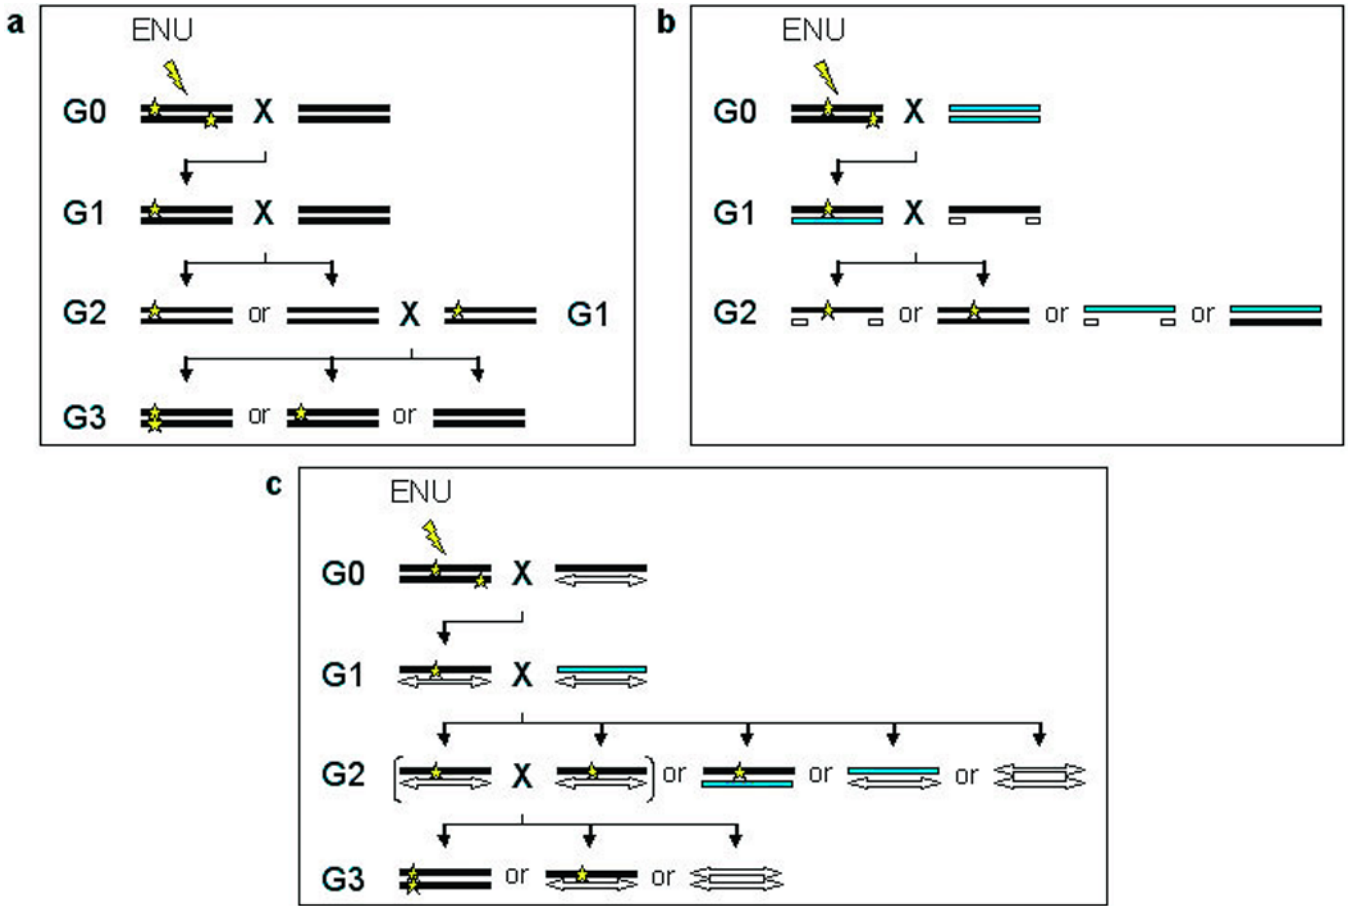 a
ENU
G0 X
G1 X
G2 or X G1
G3 or or
b
ENU
G0 X
G1 X
G2 or or or
c
ENU
G0 X
G1 X
G2 X or or or
G3 or or